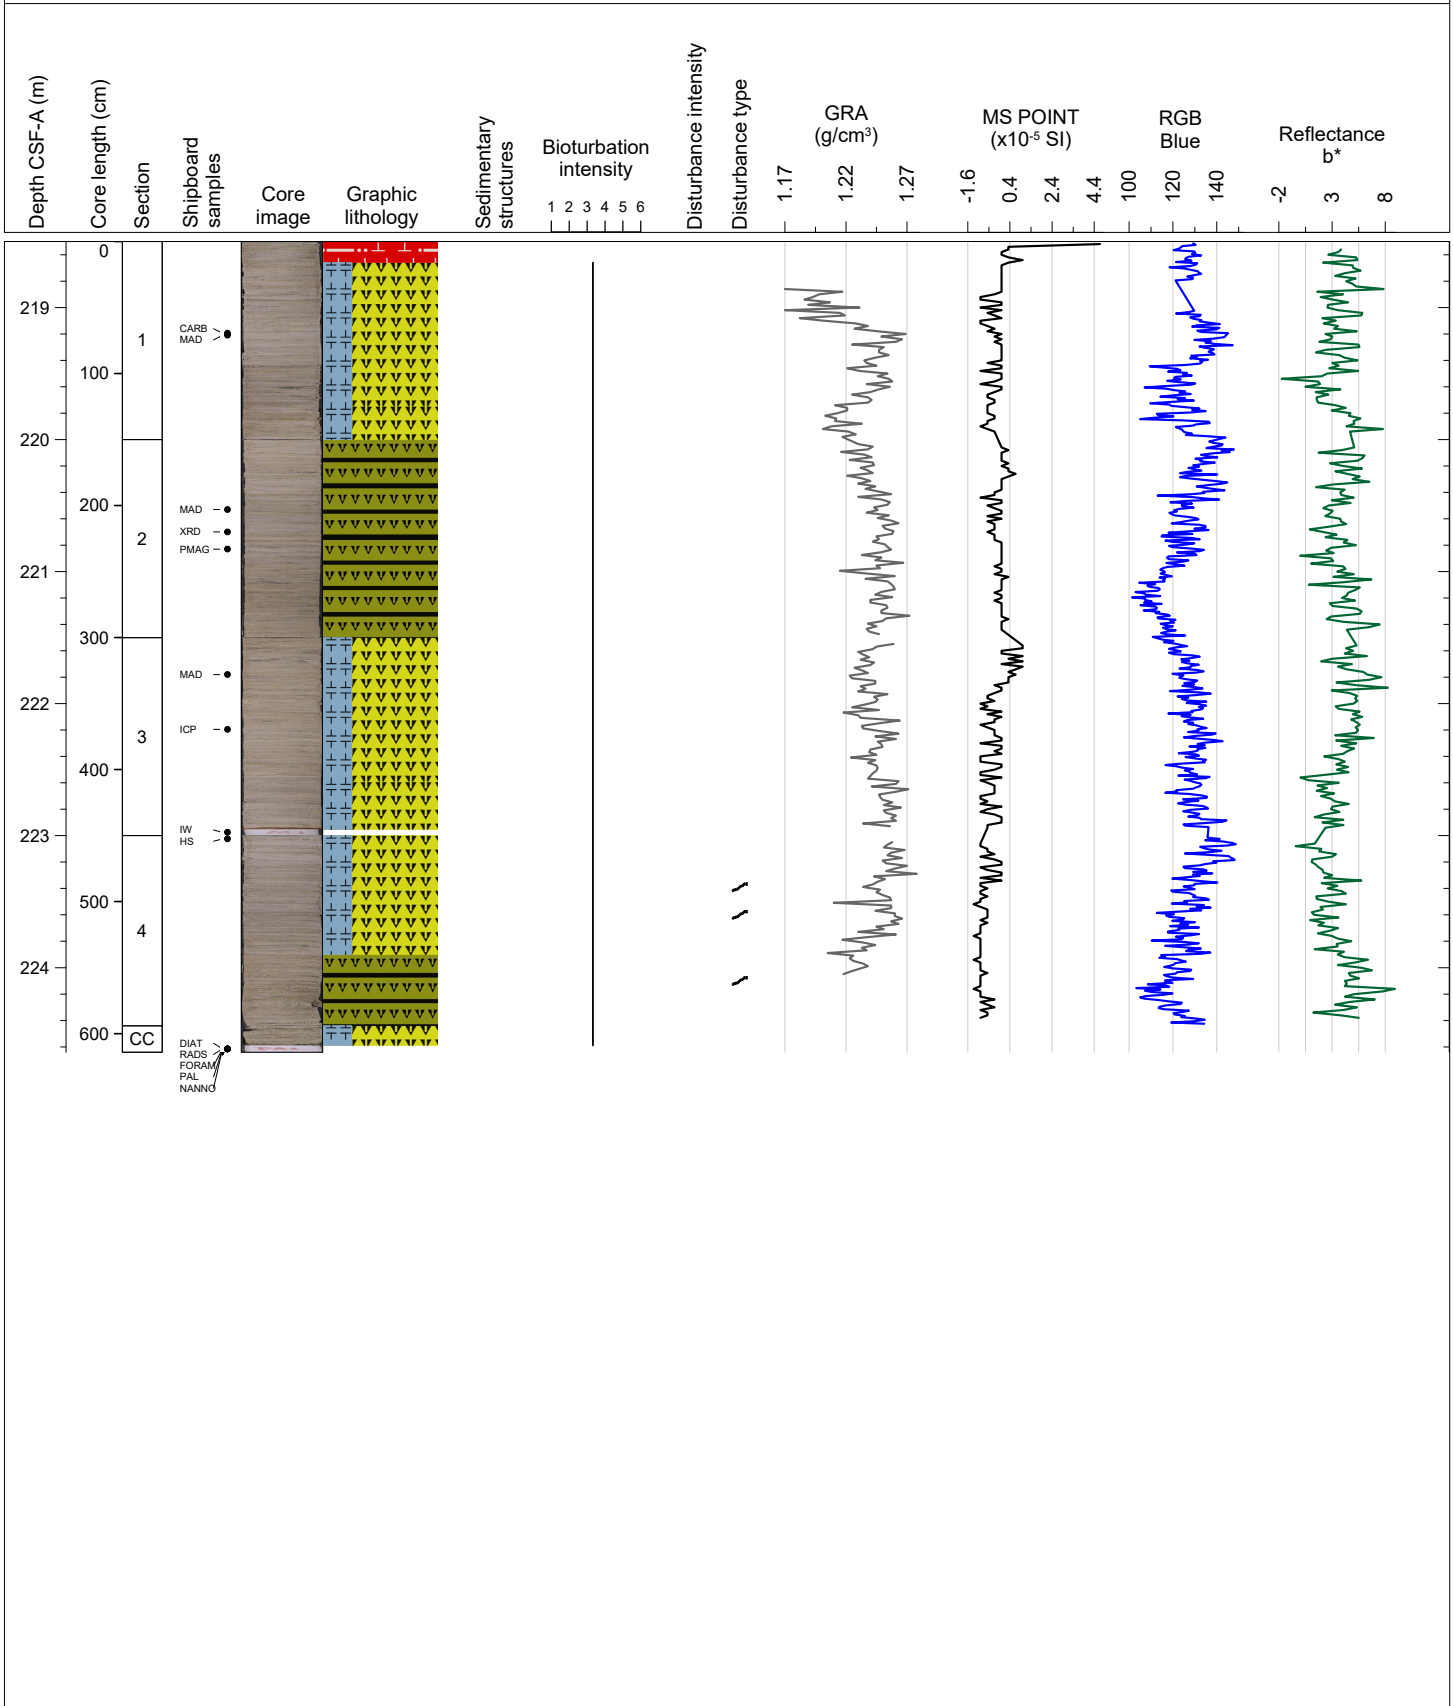 Depth CSF-A (m)
Core length (cm)
Section
Shipboard
samples
Core
image
Graphic
lithology
Sedimentary
structures
Bioturbation
intensity
1 2 3 4 5 6
Disturbance intensity
Disturbance type
GRA
(g/cm³)
1.17 1.22 1.27
MS POINT
(x10⁻⁵ SI)
-1.6 0.4 2.4 4.4
RGB
Blue
100 120 140
Reflectance
b*
-2 3 8
0
219
CARB
MAD
1
100
220
200
MAD
XRD
2
PMAG
221
300
MAD
222
ICP
3
400
IW
223
HS
500
4
224
600
CC
DIAT
RADS
FORAM
PAL
NANNO